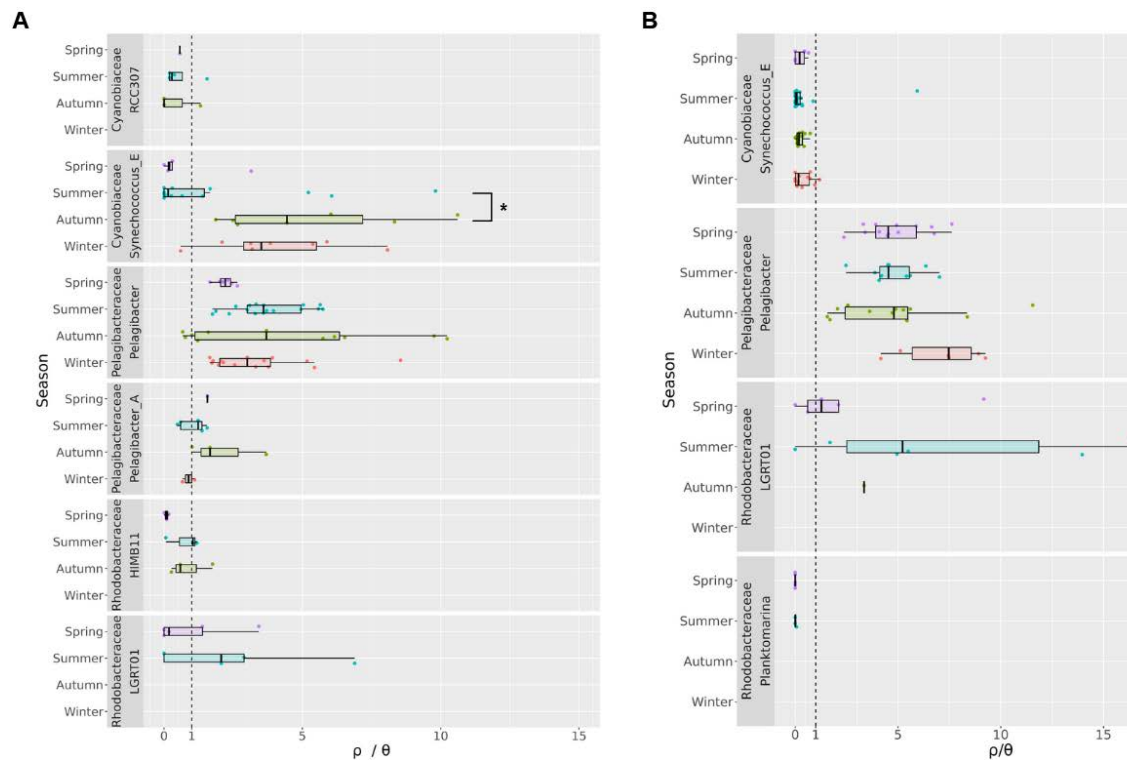 A
Season
Cyanobiaceae
RCC307
Spring
Summer
Autumn
Winter
Cyanobiaceae
Synechococcus_E
Spring
Summer
Autumn
Winter
*
Pelagibacteraceae
Pelagibacter
Spring
Summer
Autumn
Winter
Pelagibacteraceae
Pelagibacter_A
Spring
Summer
Autumn
Winter
Rhodobacteraceae
HIMB11
Spring
Summer
Autumn
Winter
Rhodobacteraceae
LGRT01
Spring
Summer
Autumn
Winter
0 1 5 10 15
ρ / θ
B
Season
Cyanobiaceae
Synechococcus_E
Spring
Summer
Autumn
Winter
Pelagibacteraceae
Pelagibacter
Spring
Summer
Autumn
Winter
Rhodobacteraceae
LGRT01
Spring
Summer
Autumn
Winter
Rhodobacteraceae
Planktomarina
Spring
Summer
Autumn
Winter
0 1 5 10 15
ρ/θ